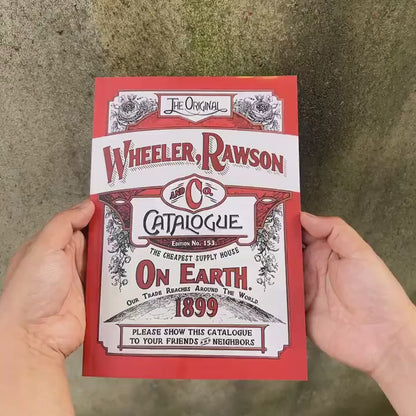 THE ORIGINAL
WHEELER, RAWSON
AND Co.
CATALOGUE
EDITION No. 153.
THE CHEAPEST SUPPLY HOUSE
ON EARTH.
OUR TRADE REACHES AROUND THE WORLD
1899
PLEASE SHOW THIS CATALOGUE
TO YOUR FRIENDS AND NEIGHBORS